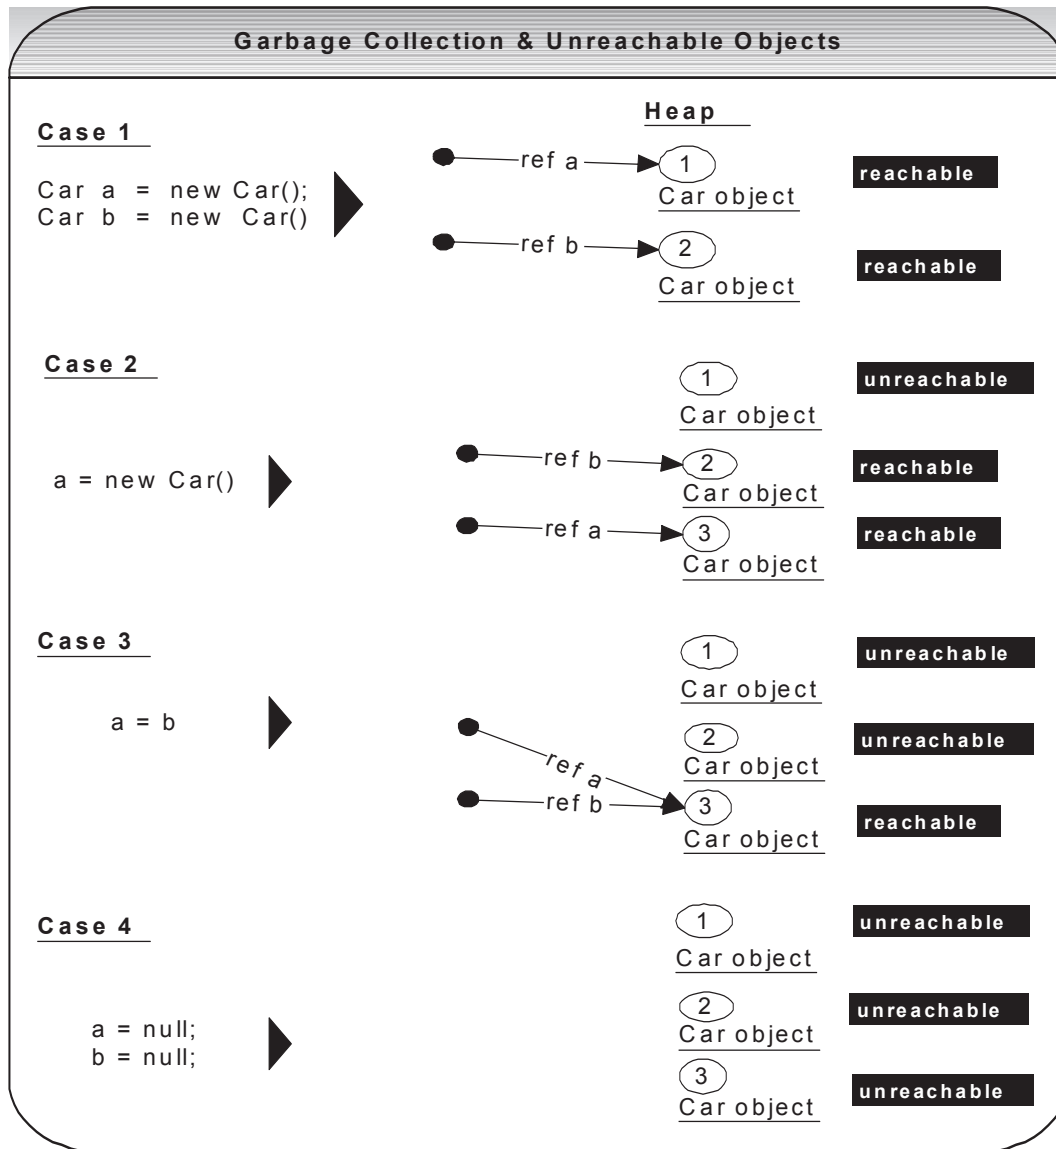 Garbage Collection & Unreachable Objects
Heap
Case 1
Car a = new Car();
Car b = new Car()
ref a
1
Car object
reachable
ref b
2
Car object
reachable
Case 2
a = new Car()
1
Car object
unreachable
ref b
2
Car object
reachable
ref a
3
Car object
reachable
Case 3
a = b
1
Car object
unreachable
ref a
2
Car object
unreachable
ref b
3
Car object
reachable
Case 4
a = null;
b = null;
1
Car object
unreachable
2
Car object
unreachable
3
Car object
unreachable